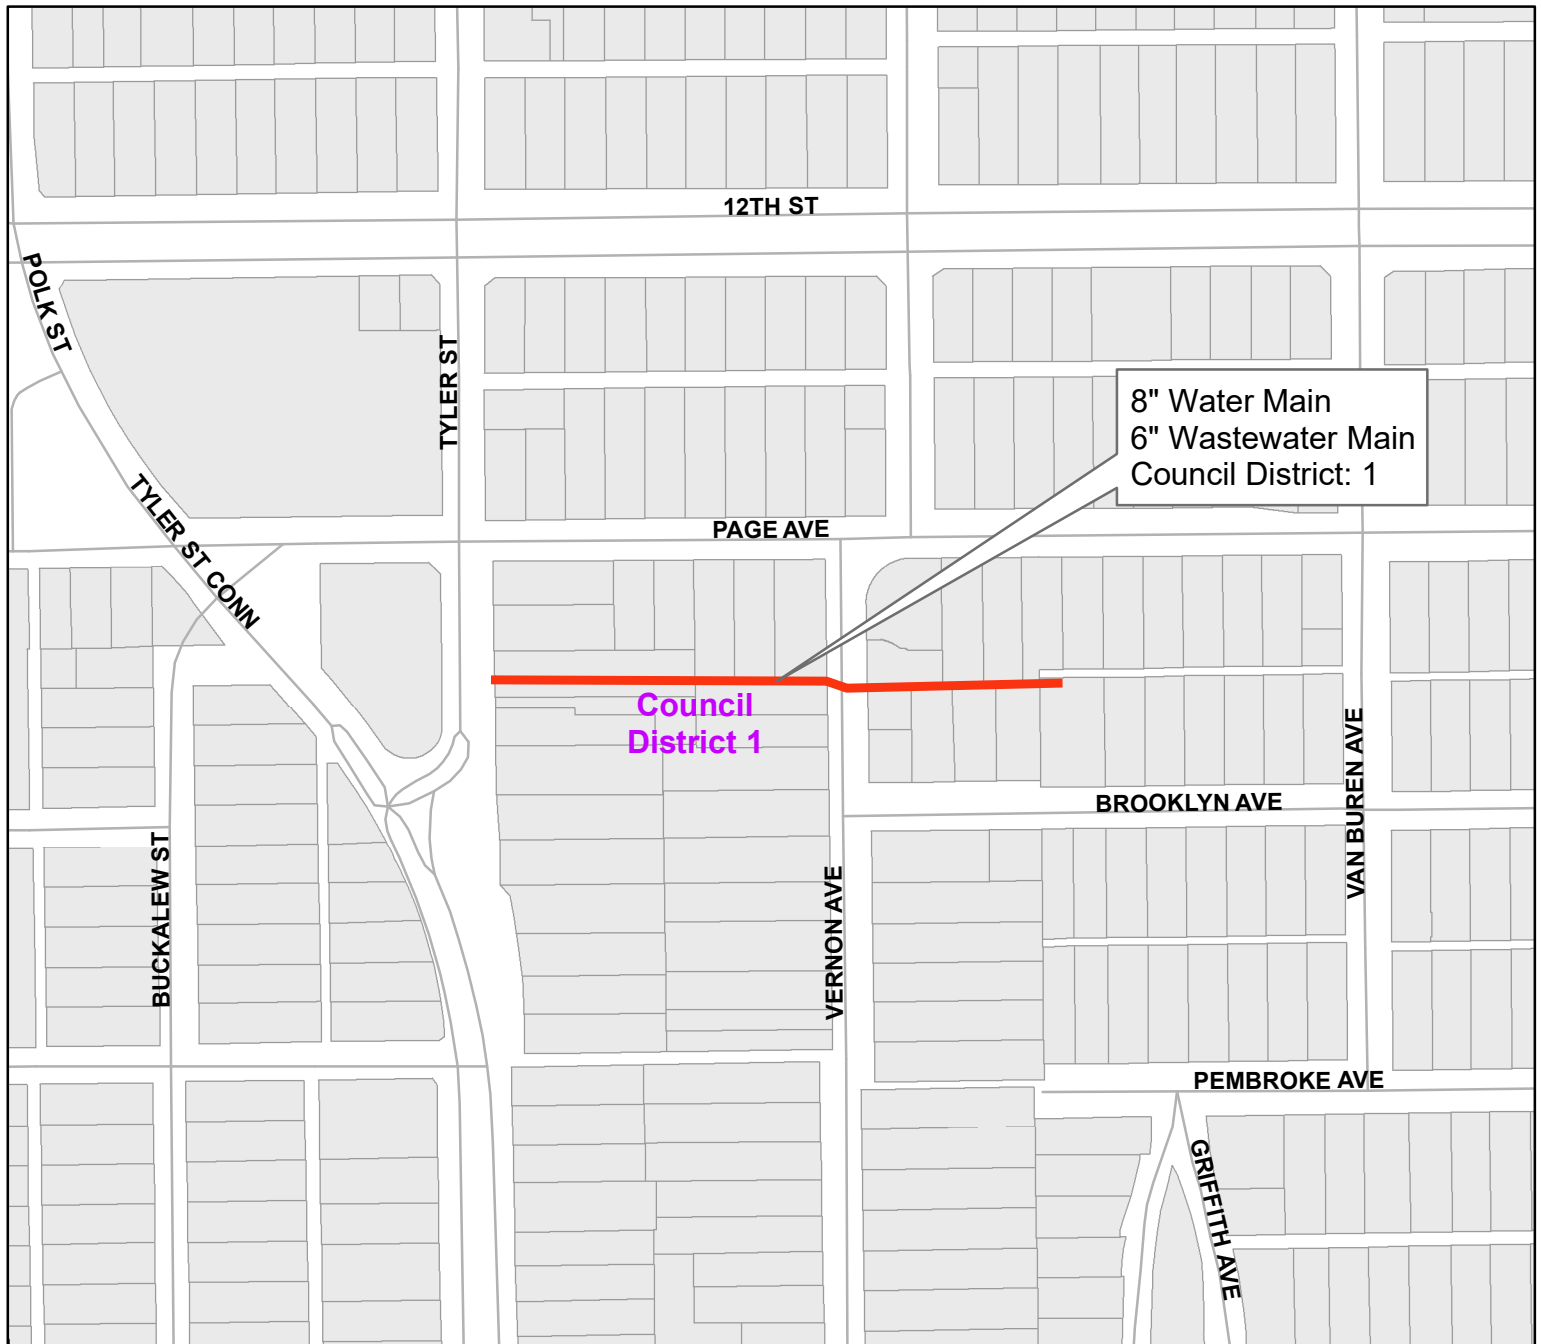 12TH ST
POLK ST
TYLER ST
8" Water Main
6" Wastewater Main
Council District: 1
TYLER ST CONN
PAGE AVE
Council
District 1
BROOKLYN AVE
VAN BUREN AVE
BUCKALEW ST
VERNON AVE
PEMBROKE AVE
GRIFFITH AVE